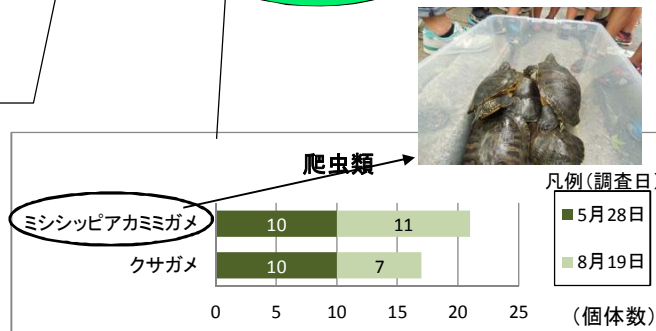 爬虫類
凡例(調査日)
ミシシッピアカミミガメ 10 11
5月28日
クサガメ 10 7
8月19日
0 5 10 15 20 25 (個体数)